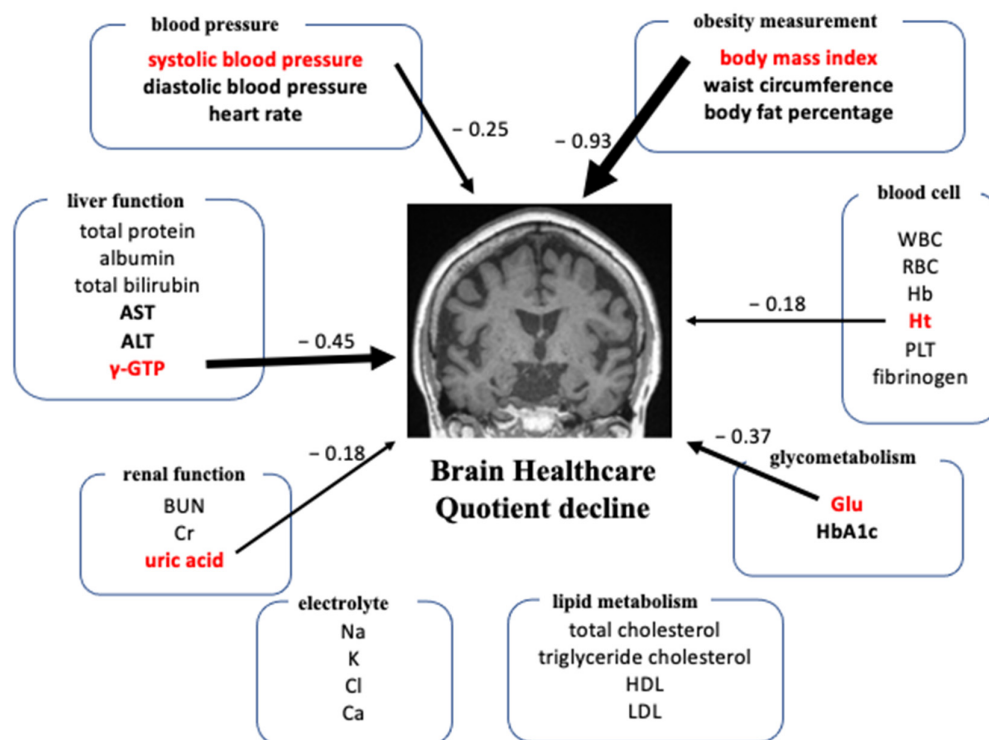 blood pressure
systolic blood pressure
diastolic blood pressure
heart rate
− 0.25
obesity measurement
body mass index
waist circumference
body fat percentage
− 0.93
liver function
total protein
albumin
total bilirubin
AST
ALT
γ-GTP
− 0.45
blood cell
WBC
RBC
Hb
Ht
PLT
fibrinogen
− 0.18
renal function
BUN
Cr
uric acid
− 0.18
Brain Healthcare
Quotient decline
− 0.37
glycometabolism
Glu
HbA1c
electrolyte
Na
K
Cl
Ca
lipid metabolism
total cholesterol
triglyceride cholesterol
HDL
LDL